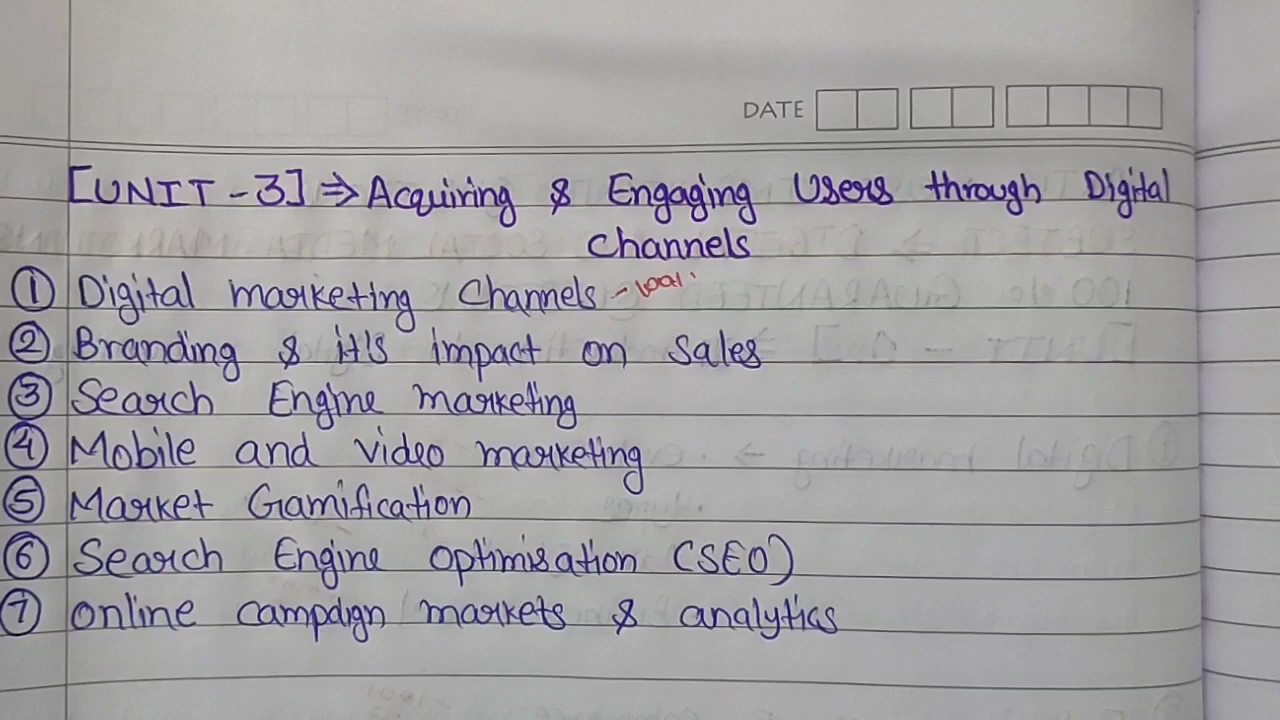 DATE
[UNIT - 3] ⇒ Acquiring & Engaging Users through Digital
Channels
① Digital marketing Channels -
② Branding & it's impact on sales
③ Search Engine marketing
④ Mobile and video marketing
⑤ Market Gamification
⑥ Search Engine optimisation (SEO)
⑦ online campaign markets & analytics